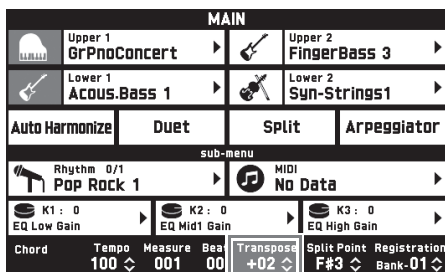 MAIN
Upper 1
GrPnoConcert
Upper 2
FingerBass 3
Lower 1
Acous.Bass 1
Lower 2
Syn-Strings1
Auto Harmonize Duet Split Arpeggiator
sub-menu
Rhythm 0/1
Pop Rock 1
MIDI
No Data
K1: 0
EQ Low Gain
K2: 0
EQ Mid1 Gain
K3: 0
EQ High Gain
Chord Tempo Measure Beat Transpose Split Point Registration
100 001 00 +02 F#3 Bank-01